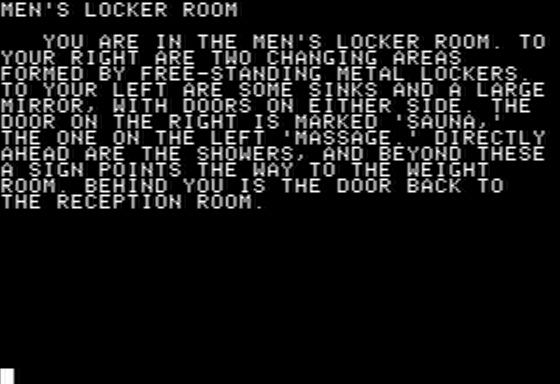 MEN'S LOCKER ROOM
YOU ARE IN THE MEN'S LOCKER ROOM. TO
YOUR RIGHT ARE TWO CHANGING AREAS
FORMED BY FREE-STANDING METAL LOCKERS.
TO YOUR LEFT ARE SOME SINKS AND A LARGE
MIRROR, WITH DOORS ON EITHER SIDE. THE
DOOR ON THE RIGHT IS MARKED 'SAUNA,'
THE ONE ON THE LEFT 'MASSAGE.' DIRECTLY
AHEAD ARE THE SHOWERS, AND BEYOND THESE
A SIGN POINTS THE WAY TO THE WEIGHT
ROOM. BEHIND YOU IS THE DOOR BACK TO
THE RECEPTION ROOM.